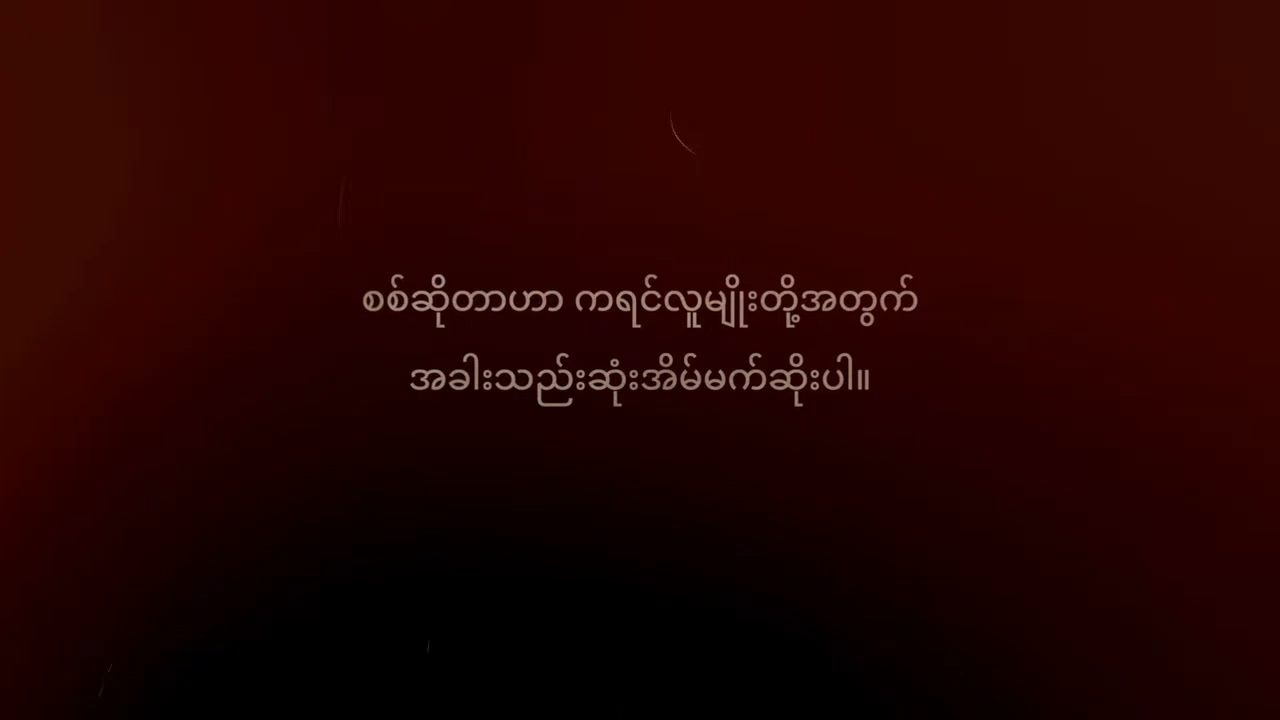 စစ်ဆိုတာဟာ ကရင်လူမျိုးတို့အတွက်
အခါးသည်းဆုံးအိမ်မက်ဆိုးပါ။